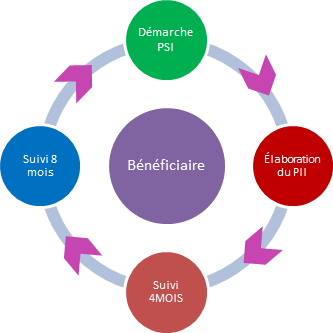 Démarche
PSI
Élaboration
du PII
Suivi
4MOIS
Suivi 8
mois
Bénéficiaire